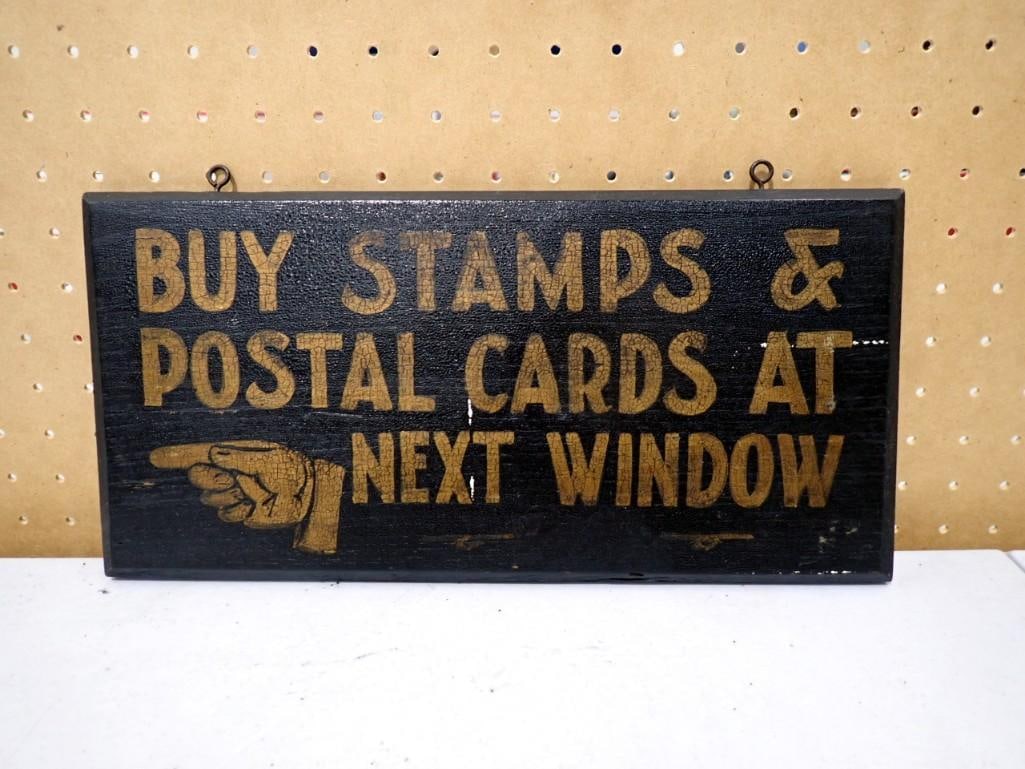 BUY STAMPS &
POSTAL CARDS AT
NEXT WINDOW